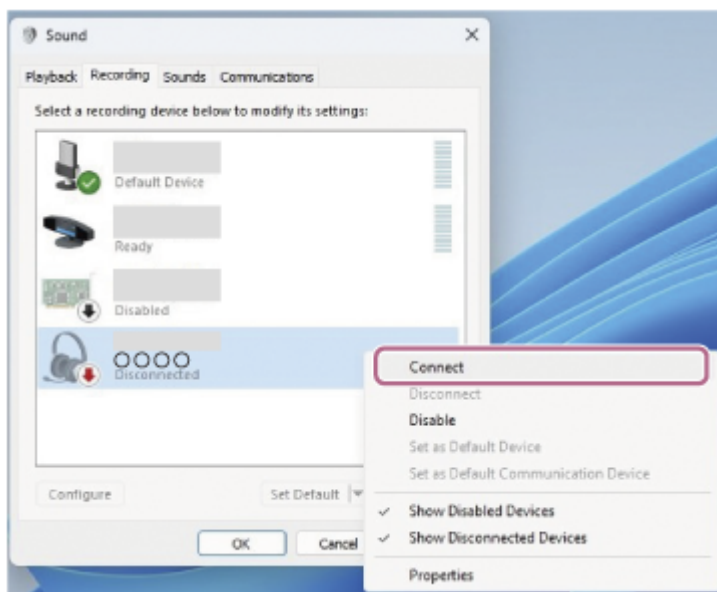 Sound
Playback Recording Sounds Communications
Select a recording device below to modify its settings:
Default Device
Ready
Disabled
○○○○
Disconnected
Configure
Set Default
OK
Cancel
Connect
Disconnect
Disable
Set as Default Device
Set as Default Communication Device
Show Disabled Devices
Show Disconnected Devices
Properties